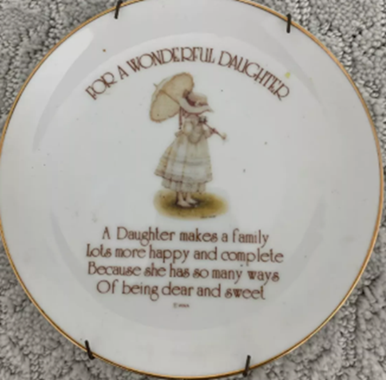 FOR A WONDERFUL DAUGHTER
A Daughter makes a family
Lots more happy and complete
Because she has so many ways
Of being dear and sweet